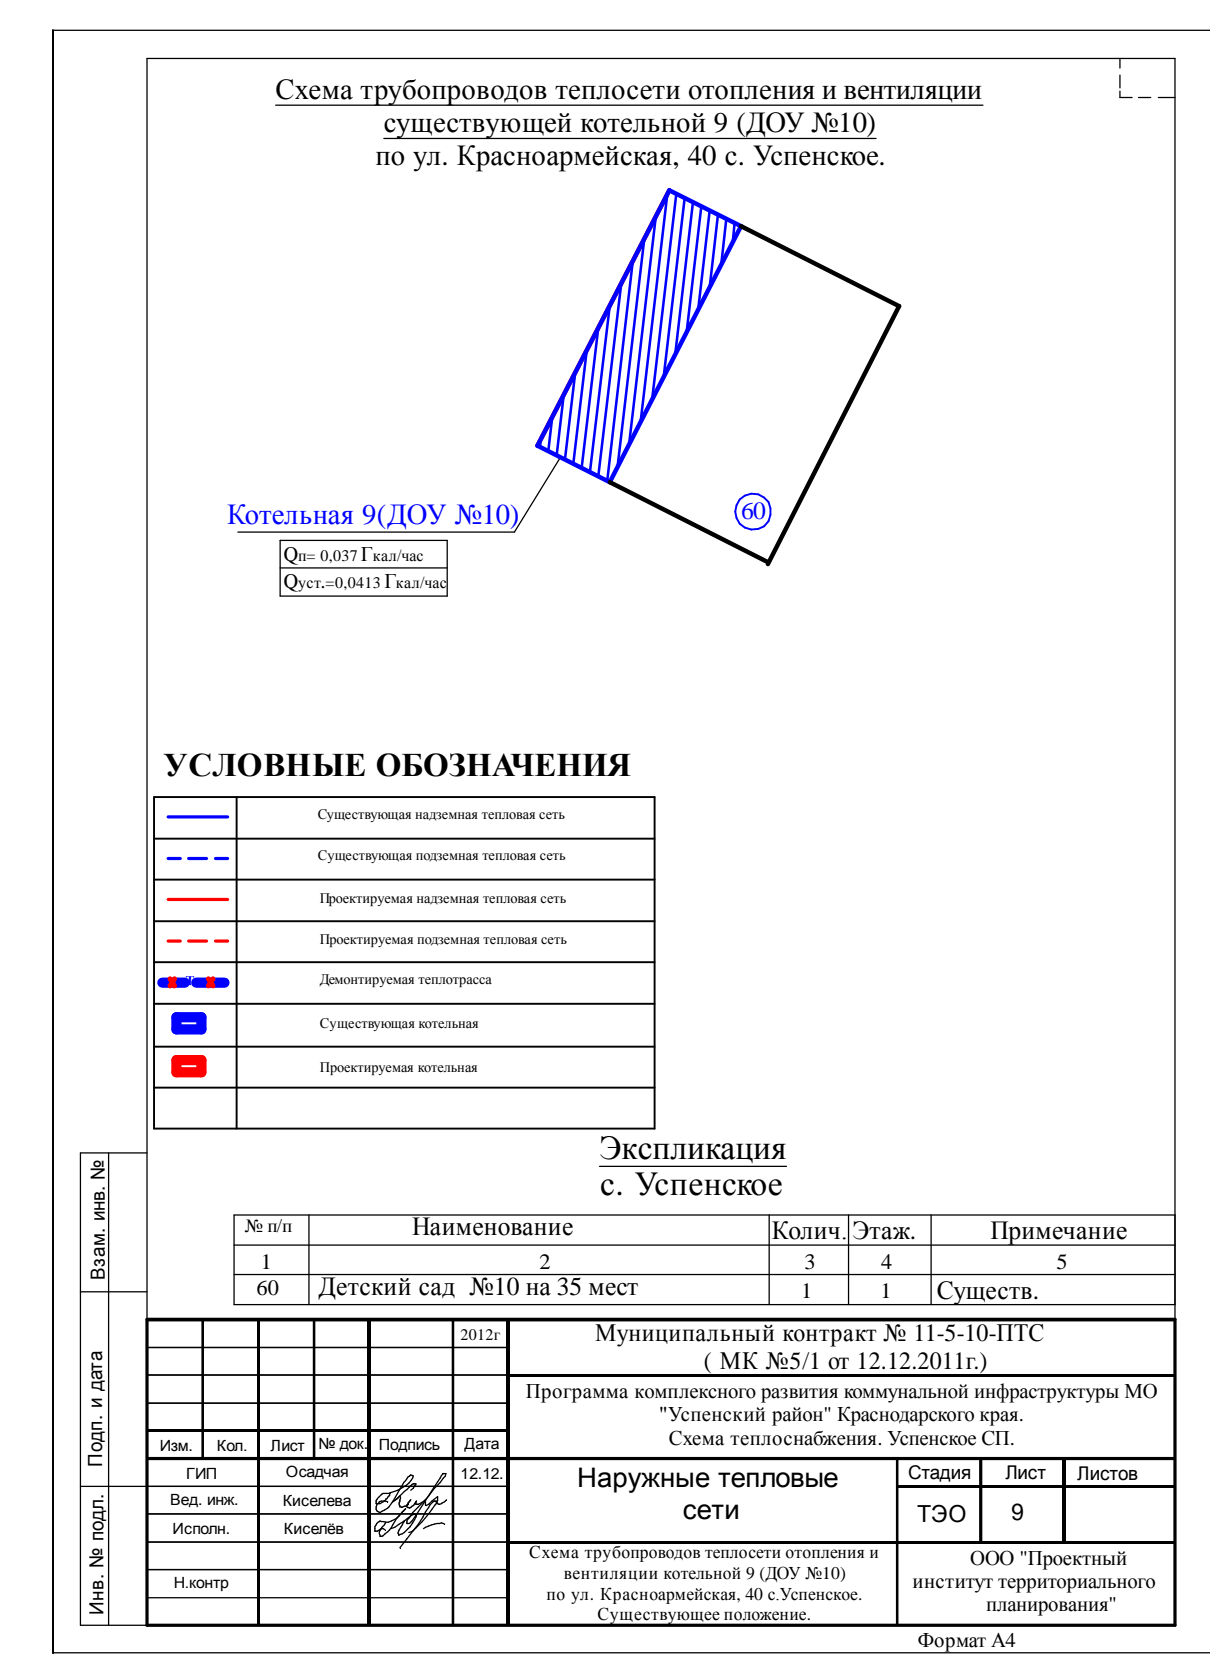 Схема трубопроводов теплосети отопления и вентиляции
существующей котельной 9 (ДОУ №10)
по ул. Красноармейская, 40 с. Успенское.
Котельная 9(ДОУ №10)
60
Qп= 0,037 Гкал/час
Qуст.=0,0413 Гкал/час
УСЛОВНЫЕ ОБОЗНАЧЕНИЯ
Существующая надземная тепловая сеть
Существующая подземная тепловая сеть
Проектируемая надземная тепловая сеть
Проектируемая подземная тепловая сеть
Т
Демонтируемая теплотрасса
Существующая котельная
Проектируемая котельная
Экспликация
с. Успенское
№ п/п Наименование Колич. Этаж. Примечание
1 2 3 4 5
60 Детский сад №10 на 35 мест 1 1 Существ.
Взам. инв. №
Подп. и дата
Инв. № подл.
2012г
Изм. Кол. Лист № док. Подпись Дата
ГИП Осадчая 12.12.
Вед. инж. Киселева
Исполн. Киселёв
Н.контр
Муниципальный контракт № 11-5-10-ПТС
( МК №5/1 от 12.12.2011г.)
Программа комплексного развития коммунальной инфраструктуры МО
"Успенский район" Краснодарского края.
Схема теплоснабжения. Успенское СП.
Наружные тепловые
сети
Стадия Лист Листов
ТЭО 9
Схема трубопроводов теплосети отопления и
вентиляции котельной 9 (ДОУ №10)
по ул. Красноармейская, 40 с.Успенское.
Существующее положение.
ООО "Проектный
институт территориального
планирования"
Формат А4